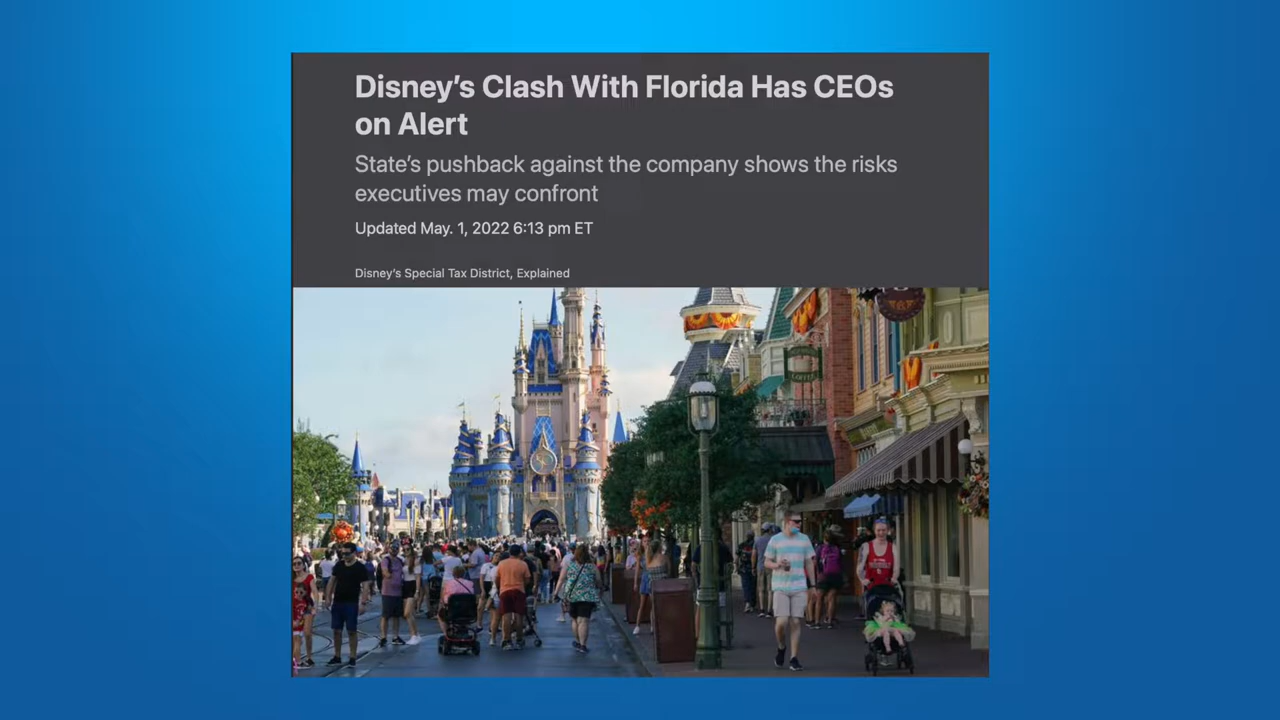 Disney’s Clash With Florida Has CEOs
on Alert
State’s pushback against the company shows the risks
executives may confront
Updated May. 1, 2022 6:13 pm ET
Disney’s Special Tax District, Explained